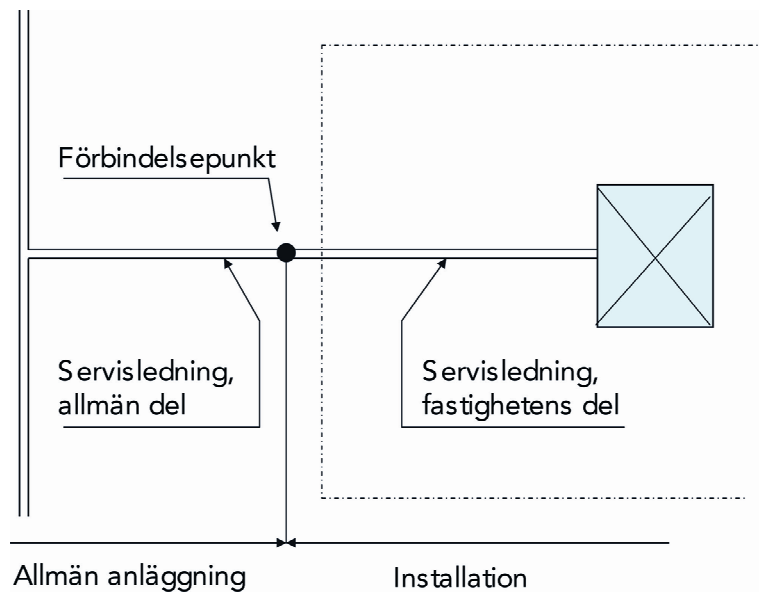 Förbindelsepunkt
Servisledning,
allmän del
Servisledning,
fastighetens del
Allmän anläggning
Installation